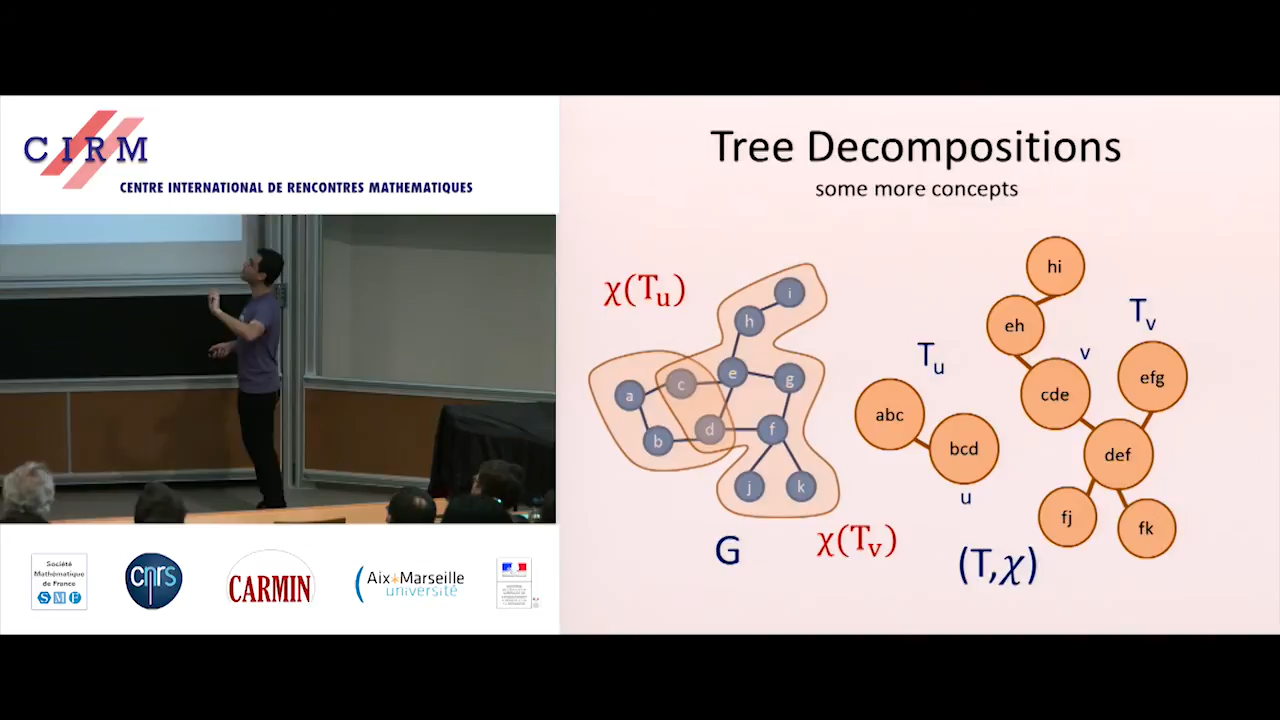 CIRM
CENTRE INTERNATIONAL DE RENCONTRES MATHEMATIQUES
Société
Mathématique
de France
SMF
cnrs
CARMIN
Aix*Marseille
université
Tree Decompositions
some more concepts
χ(Tu)
i
h
e
g
c
a
d
f
b
j
k
G
χ(Tv)
hi
eh
Tv
v
Tu
efg
cde
abc
bcd
def
u
fj
fk
(T,χ)